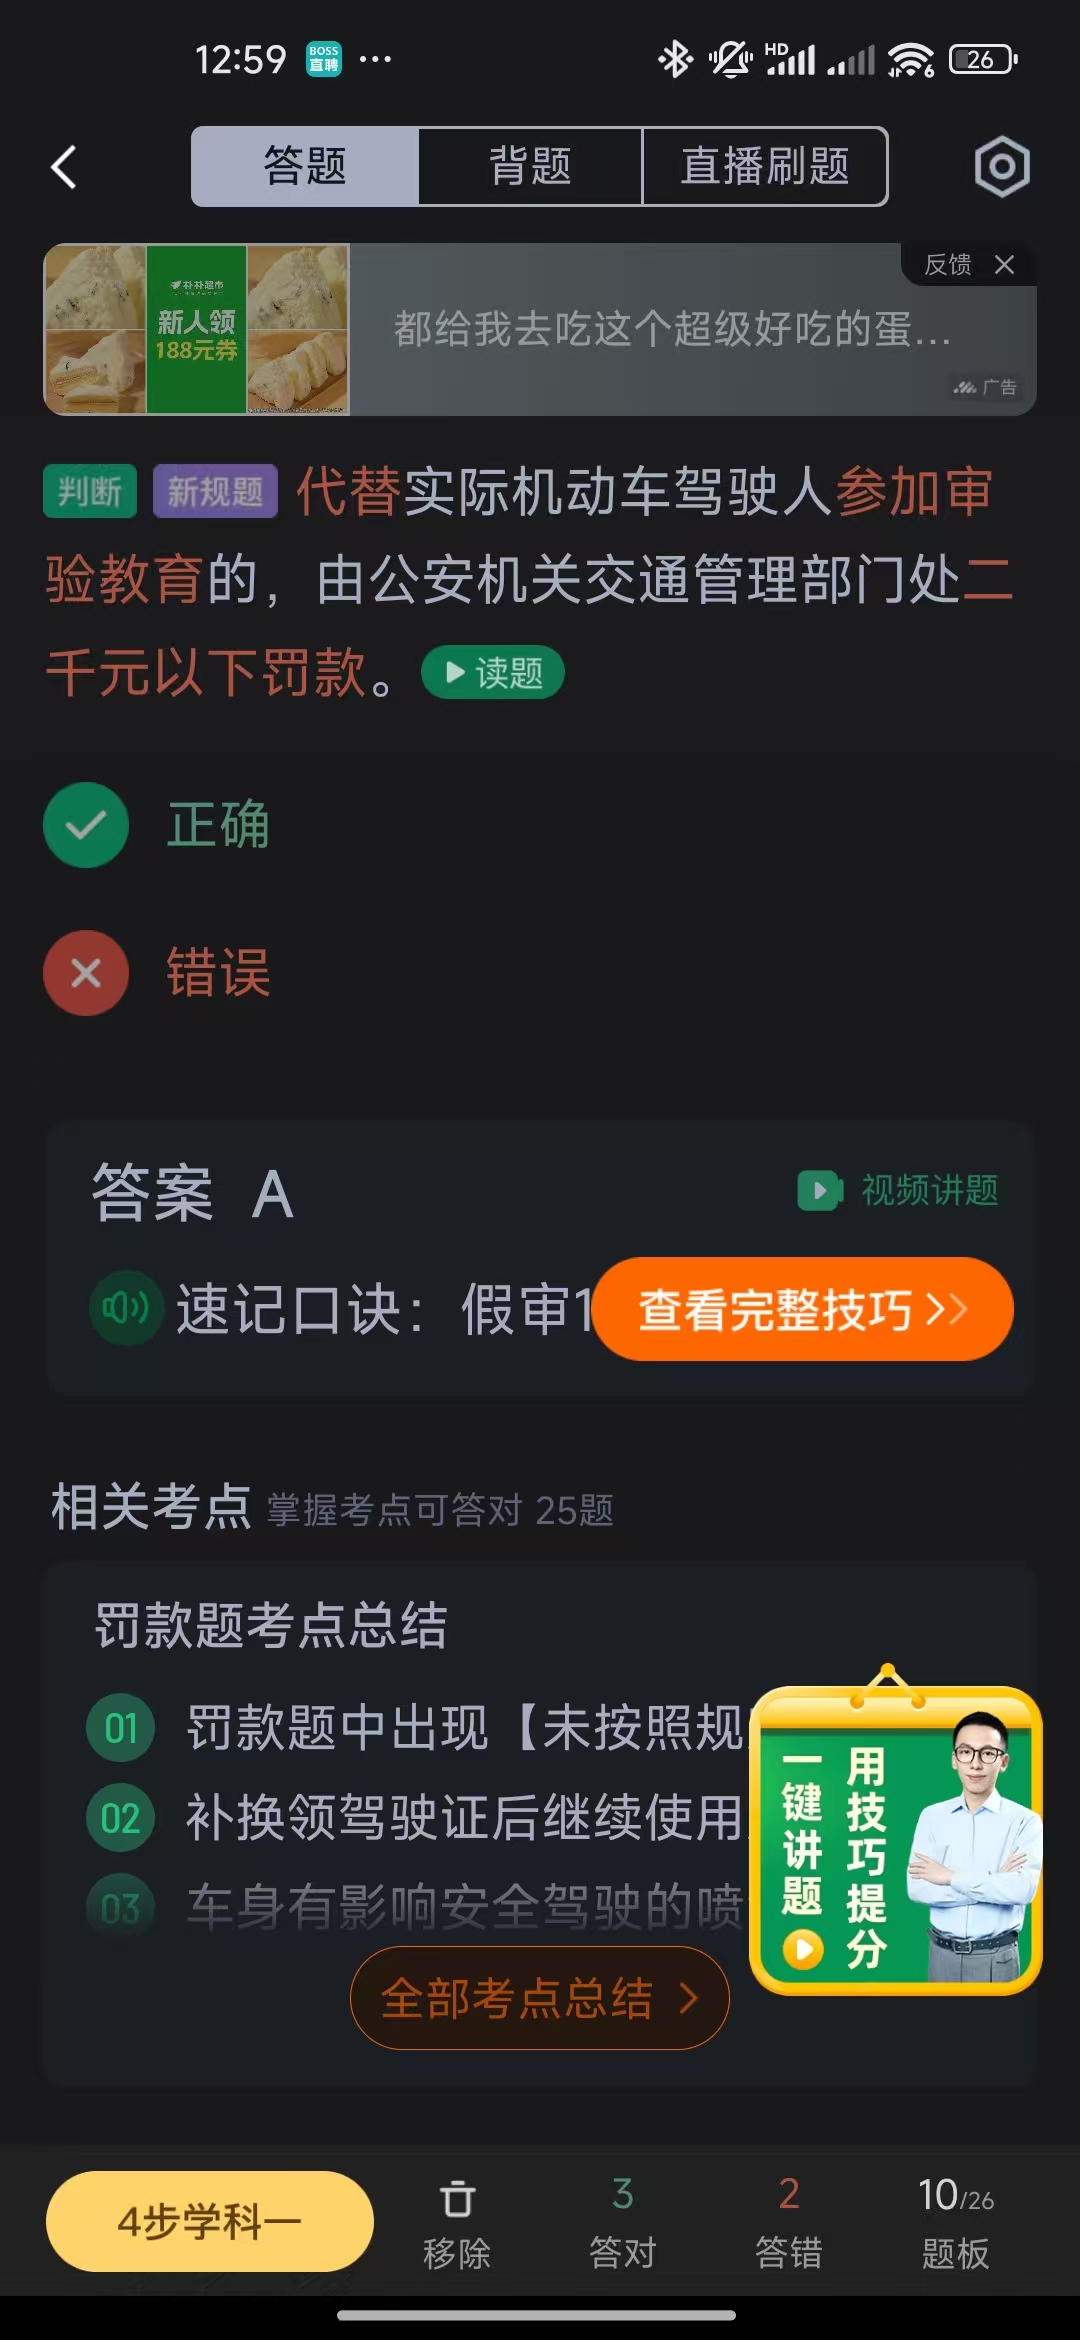 12:59 BOSS直聘 ··· HD 6 26
答题 背题 直播刷题
反馈
朴朴超市
新人领
188元券
都给我去吃这个超级好吃的蛋...
广告
判断 新规题 代替实际机动车驾驶人参加审
验教育的，由公安机关交通管理部门处二
千元以下罚款。 读题
正确
错误
答案 A 视频讲题
速记口诀：假审1 查看完整技巧
相关考点 掌握考点可答对 25题
罚款题考点总结
01 罚款题中出现【未按照规
02 补换领驾驶证后继续使用
03 车身有影响安全驾驶的喷
用技巧提分
一键讲题
全部考点总结
4步学科一
移除
3
答对
2
答错
10/26
题板